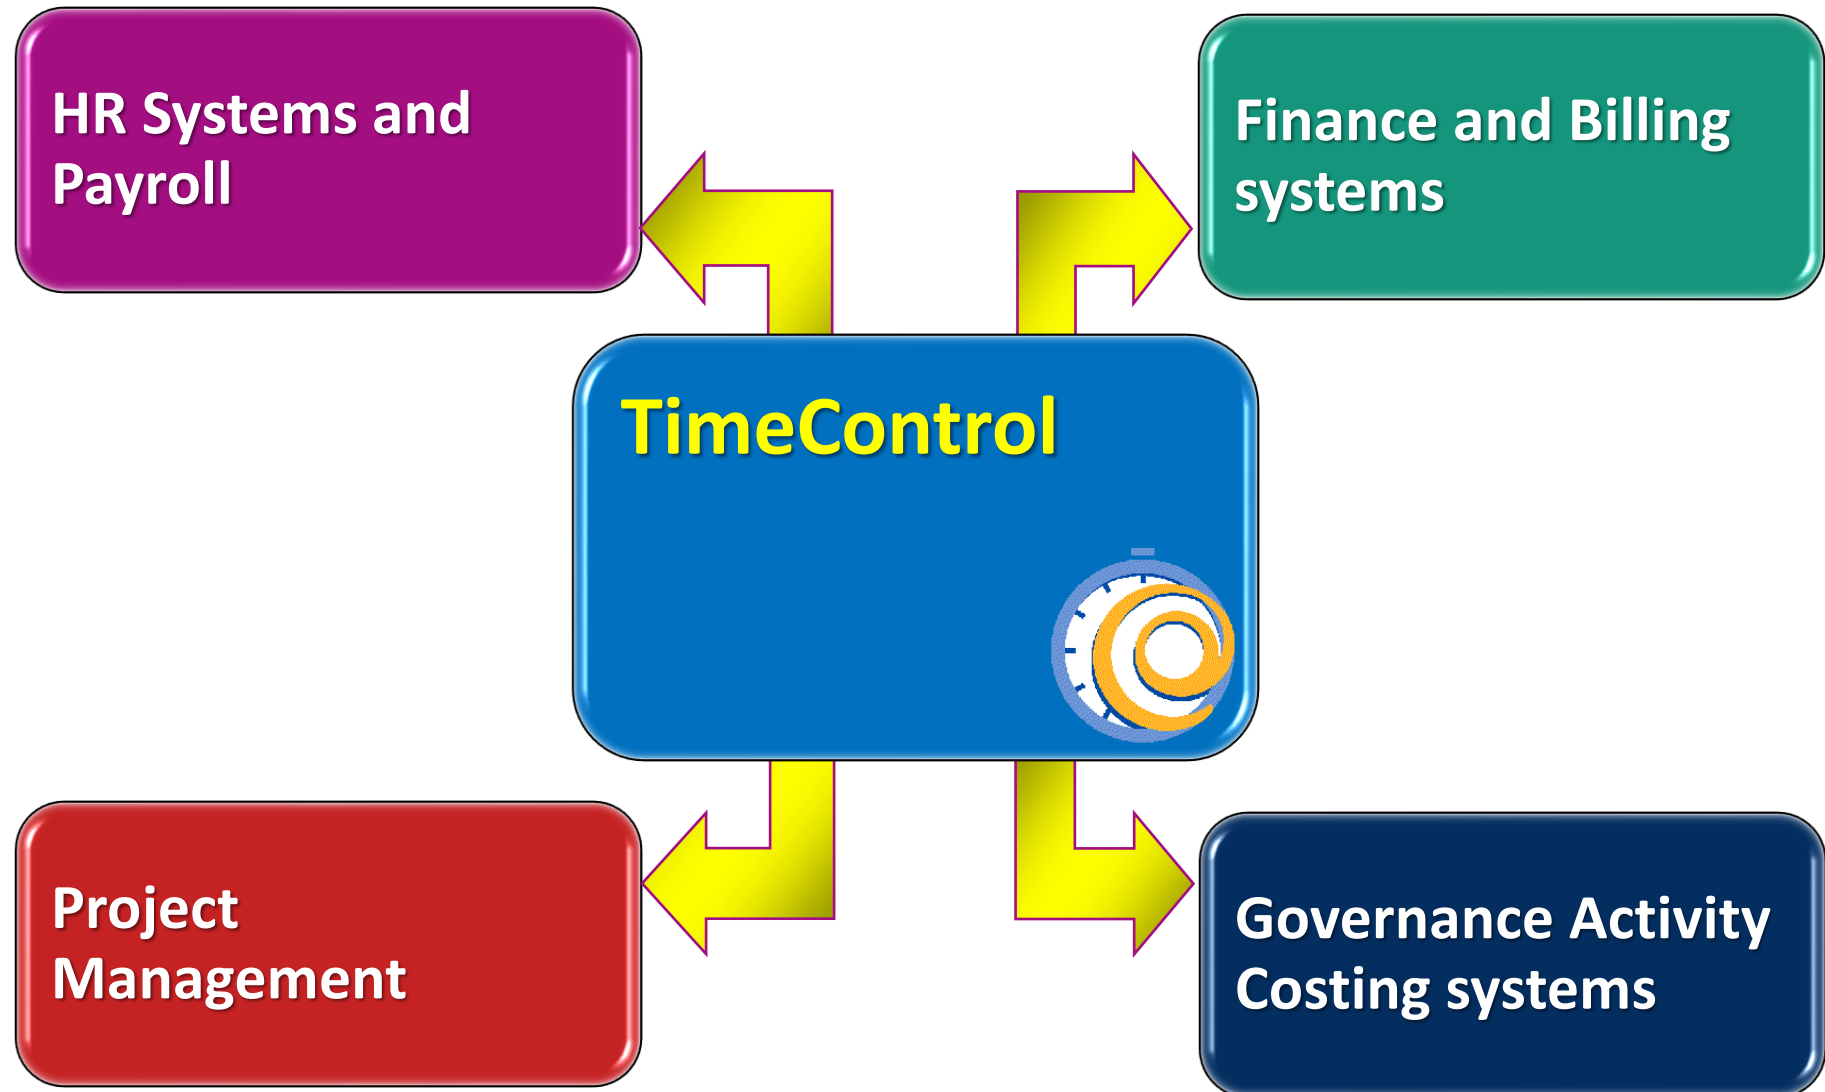 HR Systems and
Payroll
Finance and Billing
systems
TimeControl
Project
Management
Governance Activity
Costing systems